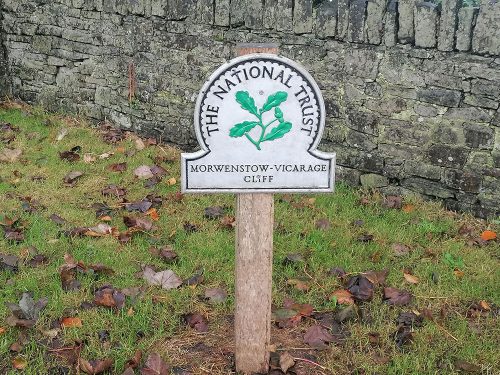 THE NATIONAL TRUST
MORWENSTOW-VICARAGE
CLIFF